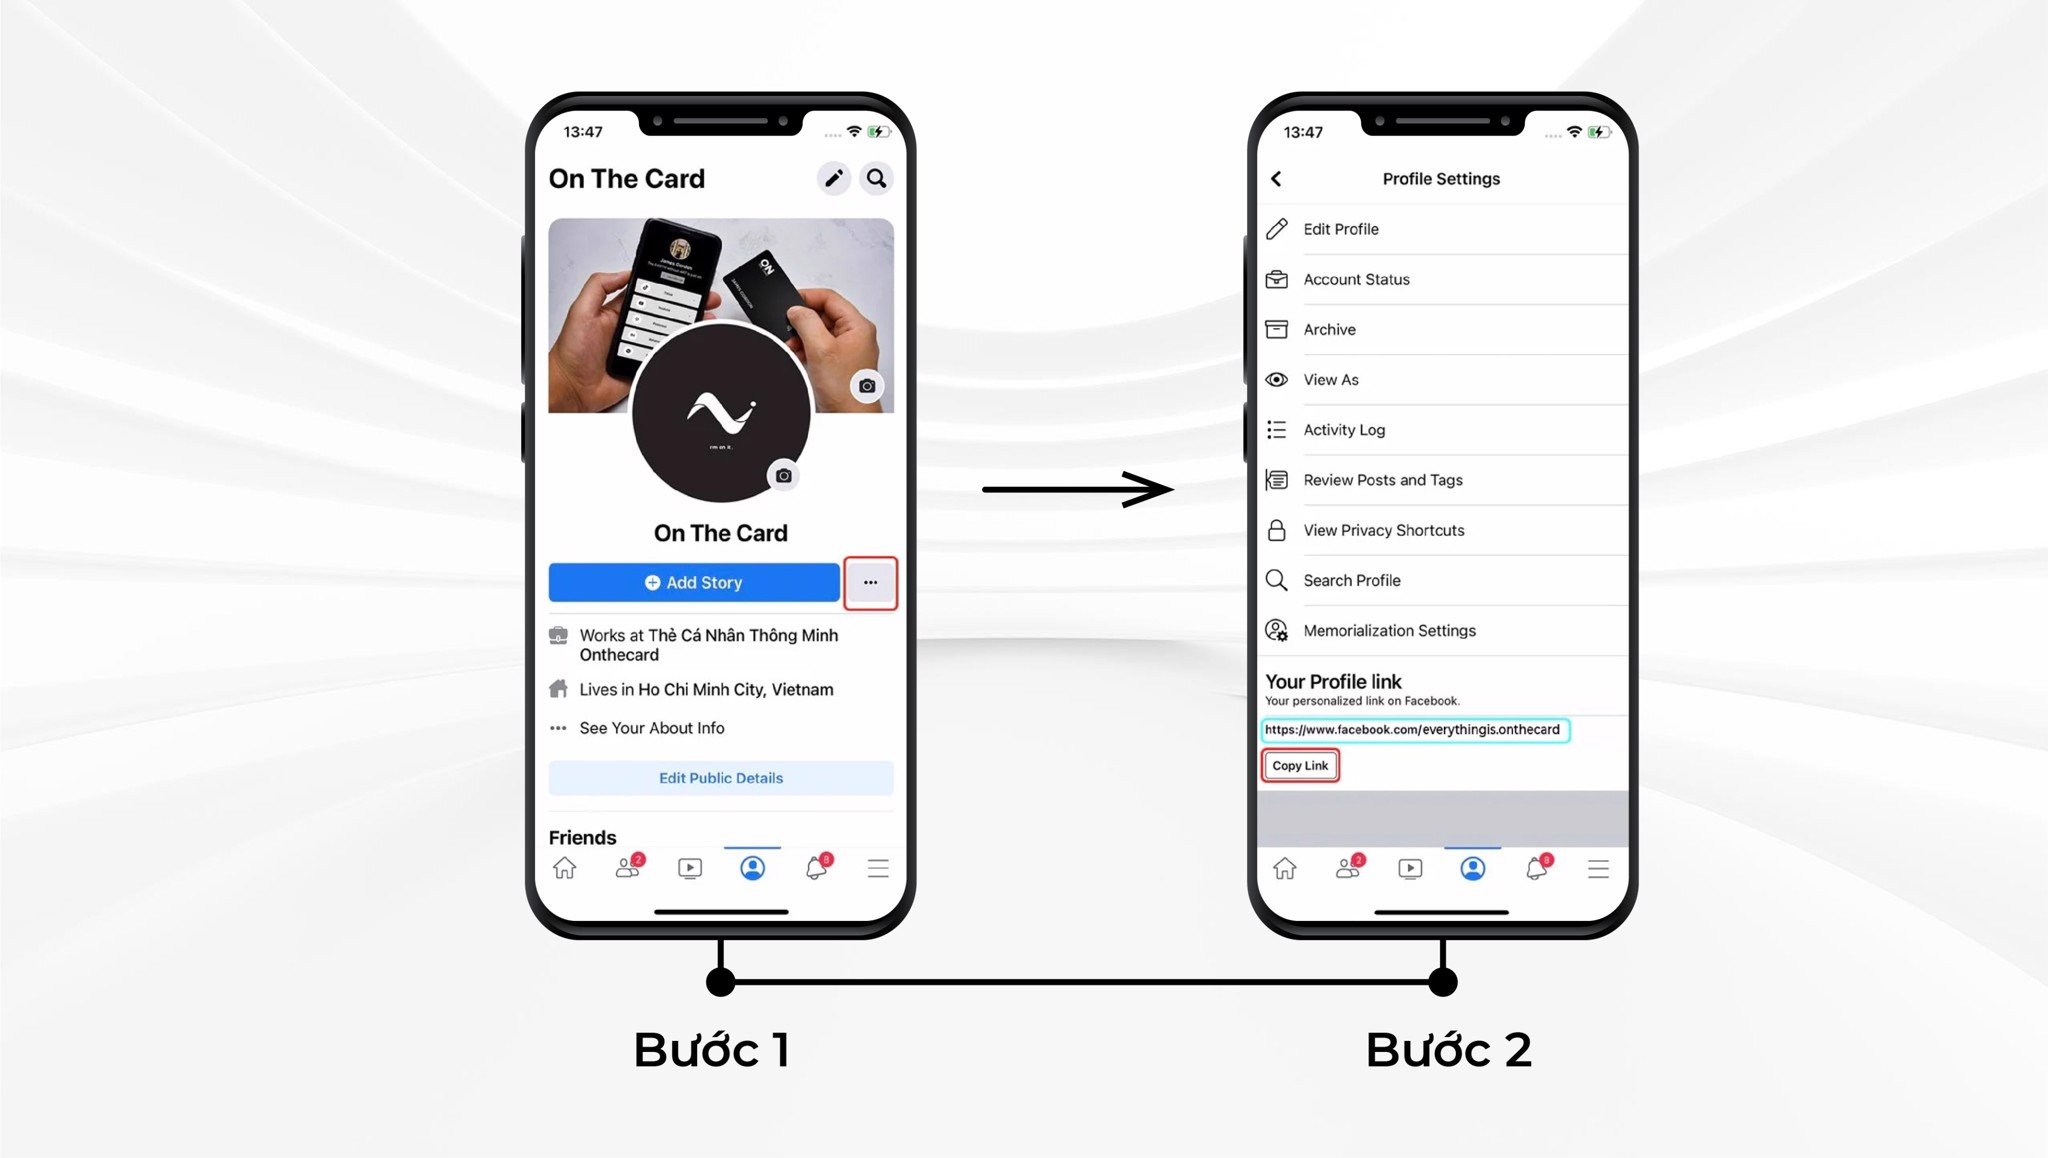 13:47
On The Card
ON
I'm on it.
On The Card
Add Story
Works at Thẻ Cá Nhân Thông Minh
Onthecard
Lives in Ho Chi Minh City, Vietnam
See Your About Info
Edit Public Details
Friends
2
8
Bước 1
13:47
Profile Settings
Edit Profile
Account Status
Archive
View As
Activity Log
Review Posts and Tags
View Privacy Shortcuts
Search Profile
Memorialization Settings
Your Profile link
Your personalized link on Facebook.
https://www.facebook.com/everythingis.onthecard
Copy Link
2
8
Bước 2